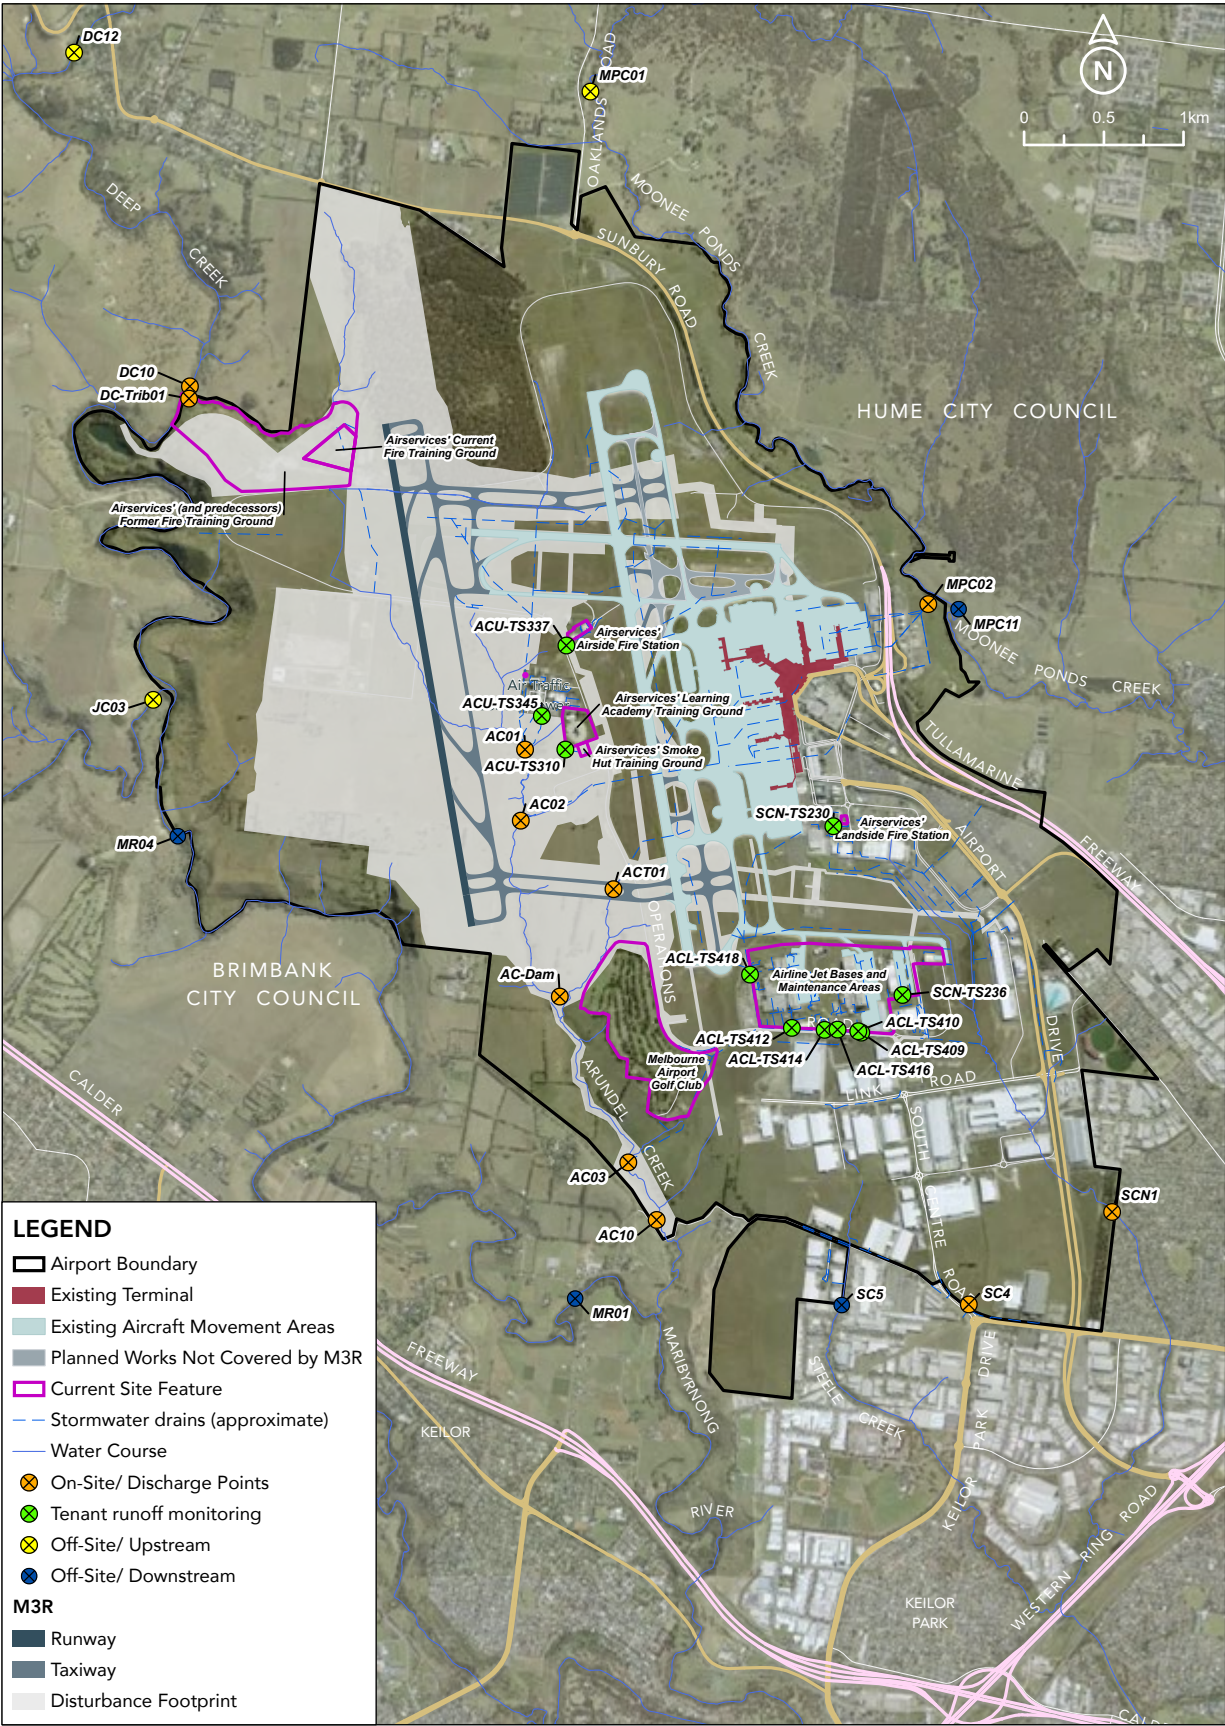 DC12
MPC01
OAKLANDS ROAD
N
0 0.5 1km
DEEP
CREEK
MOONEE PONDS
CREEK
SUNBURY
ROAD
HUME CITY COUNCIL
DC10
DC-Trib01
Airservices' Current
Fire Training Ground
Airservices' (and predecessors)
Former Fire Training Ground
MPC02
MPC11
MOONEE PONDS CREEK
ACU-TS337
Airservices'
Airside Fire Station
Air Traffic
ACU-TS345
Airservices' Learning
Academy Training Ground
JC03
AC01
ACU-TS310
Airservices' Smoke
Hut Training Ground
TULLAMARINE
FREEWAY
AC02
SCN-TS230
Airservices'
Landside Fire Station
AIRPORT
DRIVE
MR04
ACT01
OPERATIONS
ROAD
BRIMBANK
CITY COUNCIL
AC-Dam
ACL-TS418
Airline Jet Bases and
Maintenance Areas
SCN-TS236
ACL-TS412
ACL-TS410
ACL-TS414
ACL-TS409
ACL-TS416
Melbourne
Airport
Golf Club
LINK ROAD
CALDER
FREEWAY
ARUNDEL
CREEK
SOUTH
CENTRE
ROAD
AC03
AC10
SCN1
MR01
SC5
SC4
MARIBYRNONG
RIVER
STEELE
CREEK
KEILOR
PARK
DRIVE
KEILOR
KEILOR
PARK
WESTERN RING ROAD
LEGEND
Airport Boundary
Existing Terminal
Existing Aircraft Movement Areas
Planned Works Not Covered by M3R
Current Site Feature
Stormwater drains (approximate)
Water Course
On-Site/ Discharge Points
Tenant runoff monitoring
Off-Site/ Upstream
Off-Site/ Downstream
M3R
Runway
Taxiway
Disturbance Footprint